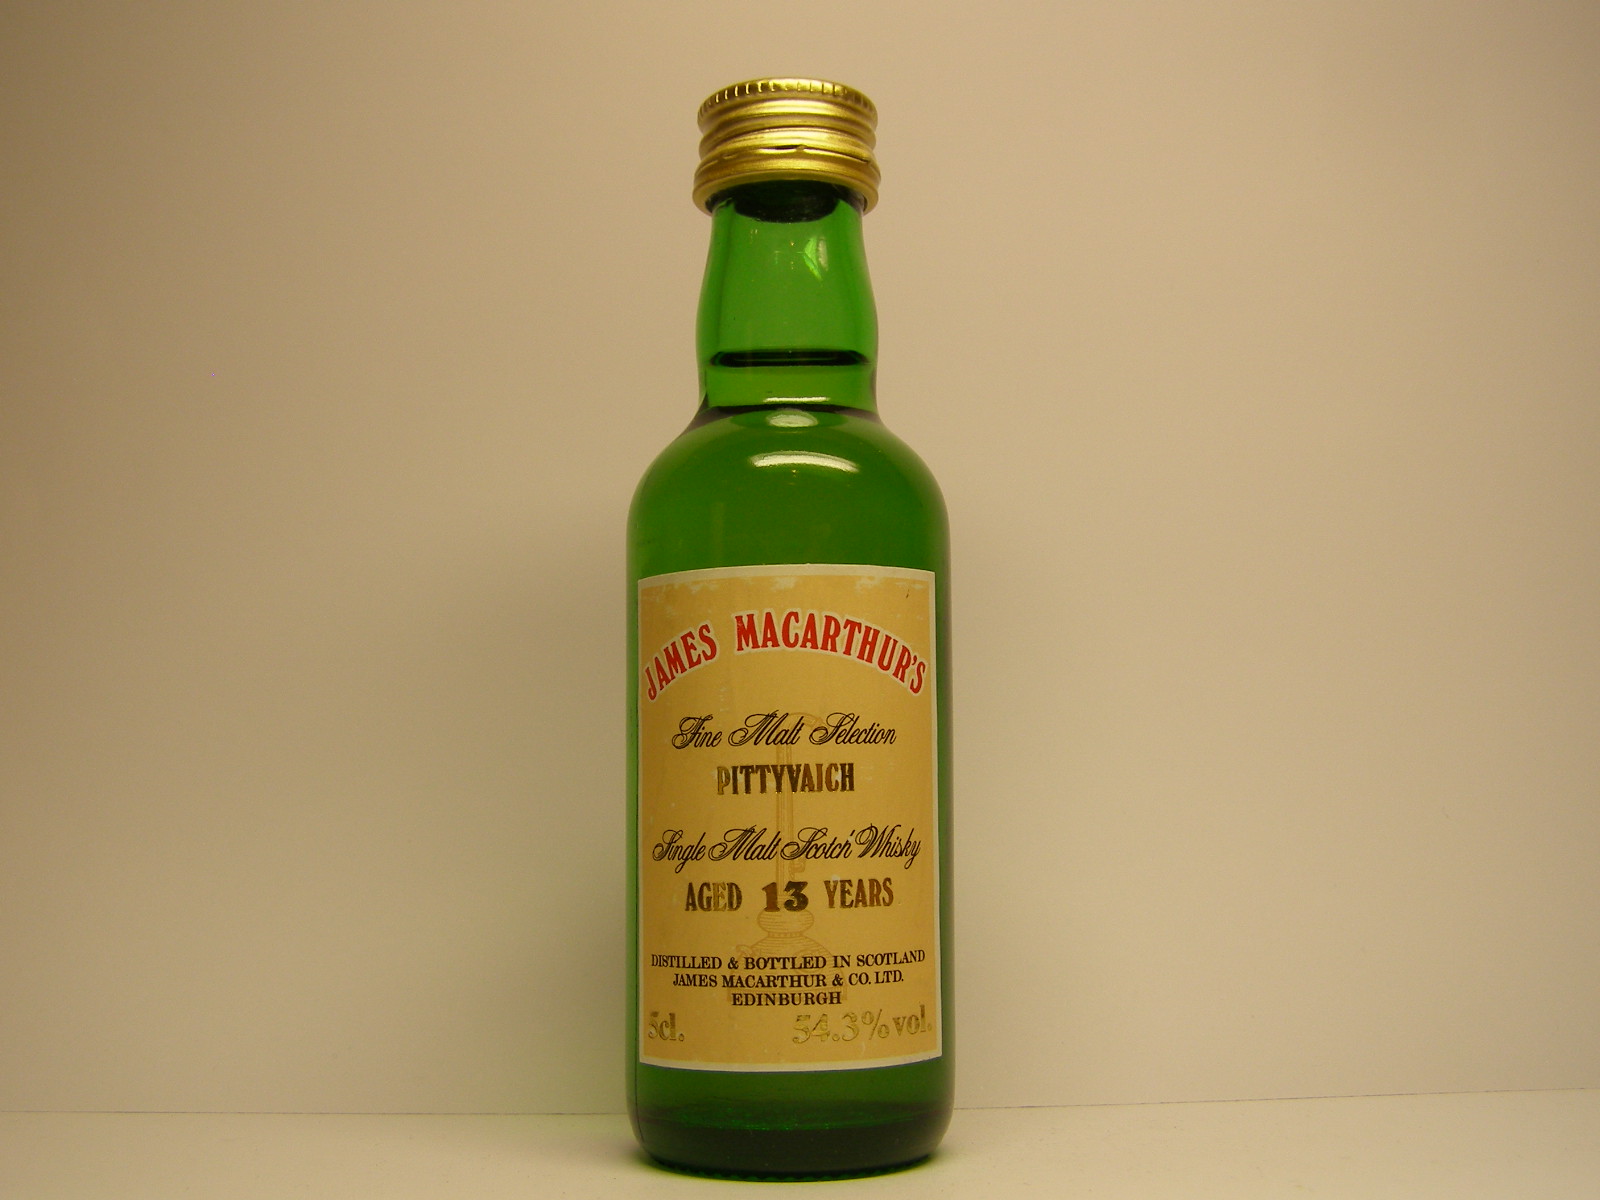 JAMES MACARTHUR'S
Fine Malt Selection
PITTYVAICH
Single Malt Scotch Whisky
AGED 13 YEARS
DISTILLED & BOTTLED IN SCOTLAND
JAMES MACARTHUR & CO. LTD.
EDINBURGH
5cl. 54.3% vol.